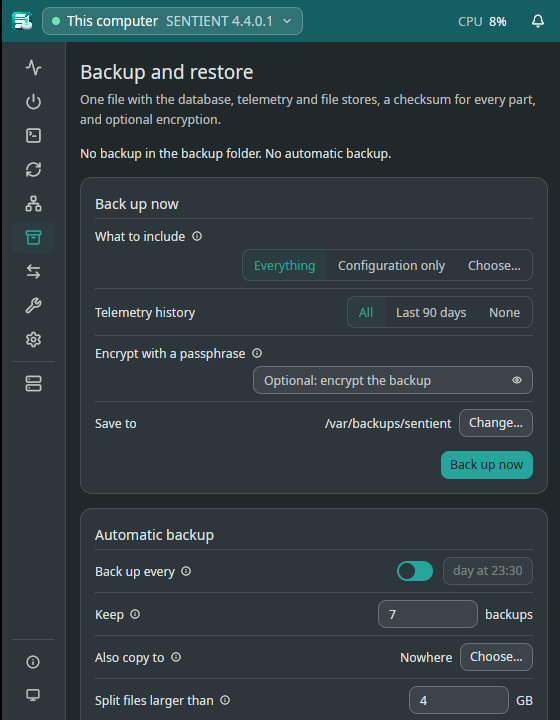 This computer SENTIENT 4.4.0.1
CPU 8%
Backup and restore
One file with the database, telemetry and file stores, a checksum for every part,
and optional encryption.
No backup in the backup folder. No automatic backup.
Back up now
What to include
Everything Configuration only Choose...
Telemetry history All Last 90 days None
Encrypt with a passphrase
Optional: encrypt the backup
Save to /var/backups/sentient Change...
Back up now
Automatic backup
Back up every day at 23:30
Keep 7 backups
Also copy to Nowhere Choose...
Split files larger than 4 GB